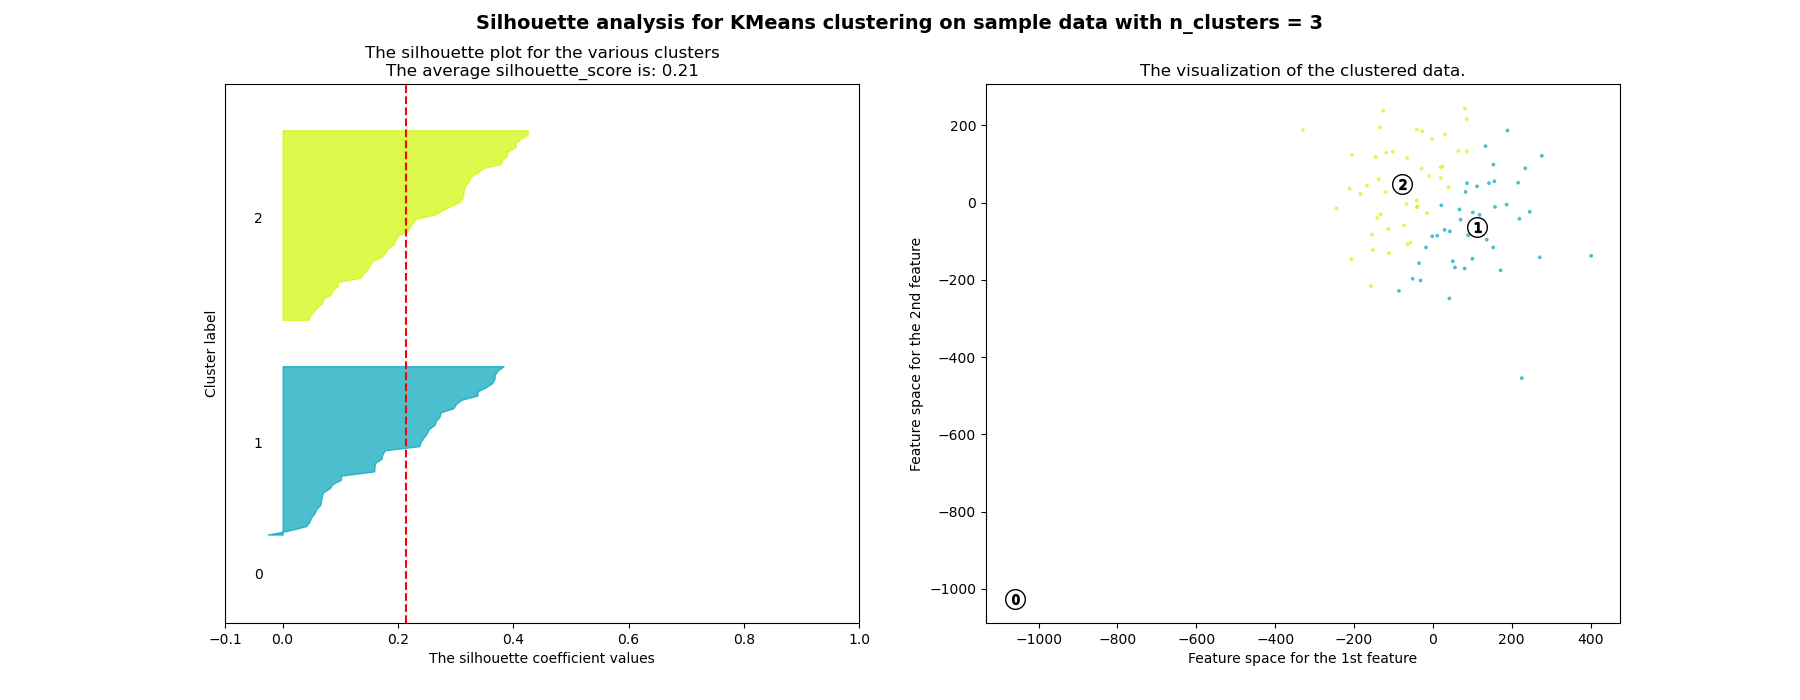 Silhouette analysis for KMeans clustering on sample data with n_clusters = 3
The silhouette plot for the various clusters
The average silhouette_score is: 0.21
Cluster label
2
1
0
−0.1 0.0 0.2 0.4 0.6 0.8 1.0
The silhouette coefficient values
The visualization of the clustered data.
Feature space for the 2nd feature
200
0
−200
−400
−600
−800
−1000
2
1
0
−1000 −800 −600 −400 −200 0 200 400
Feature space for the 1st feature